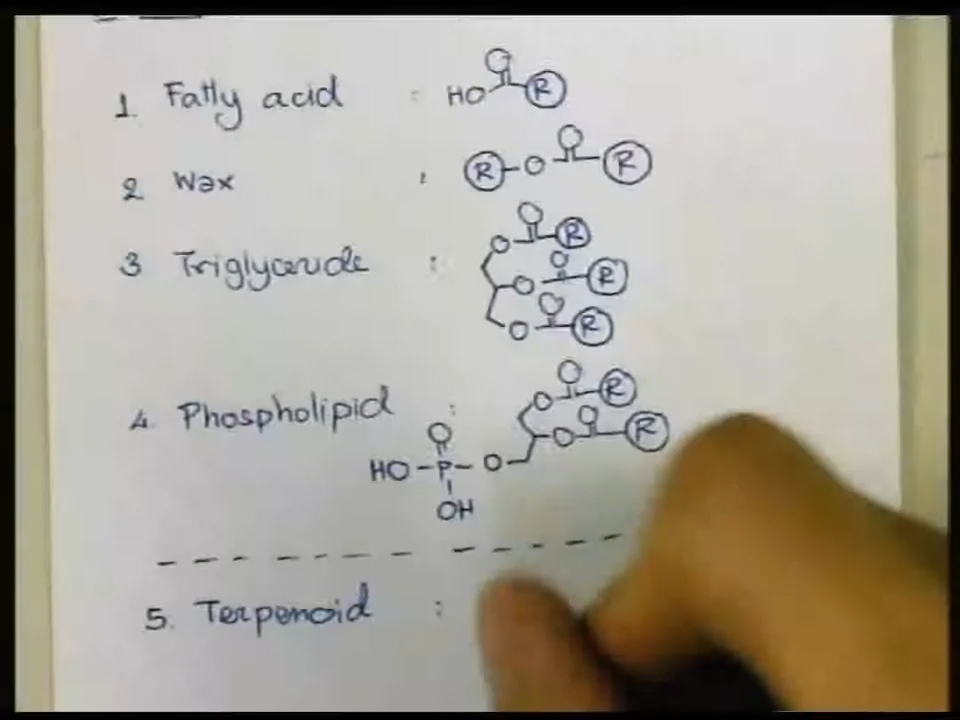 1. Fatty acid : HO O R
2 Wax : R O O R
3 Triglyceride : O O R O O R O O R
4. Phospholipid : HO P O OH O O O R O O R
5. Terpenoid :